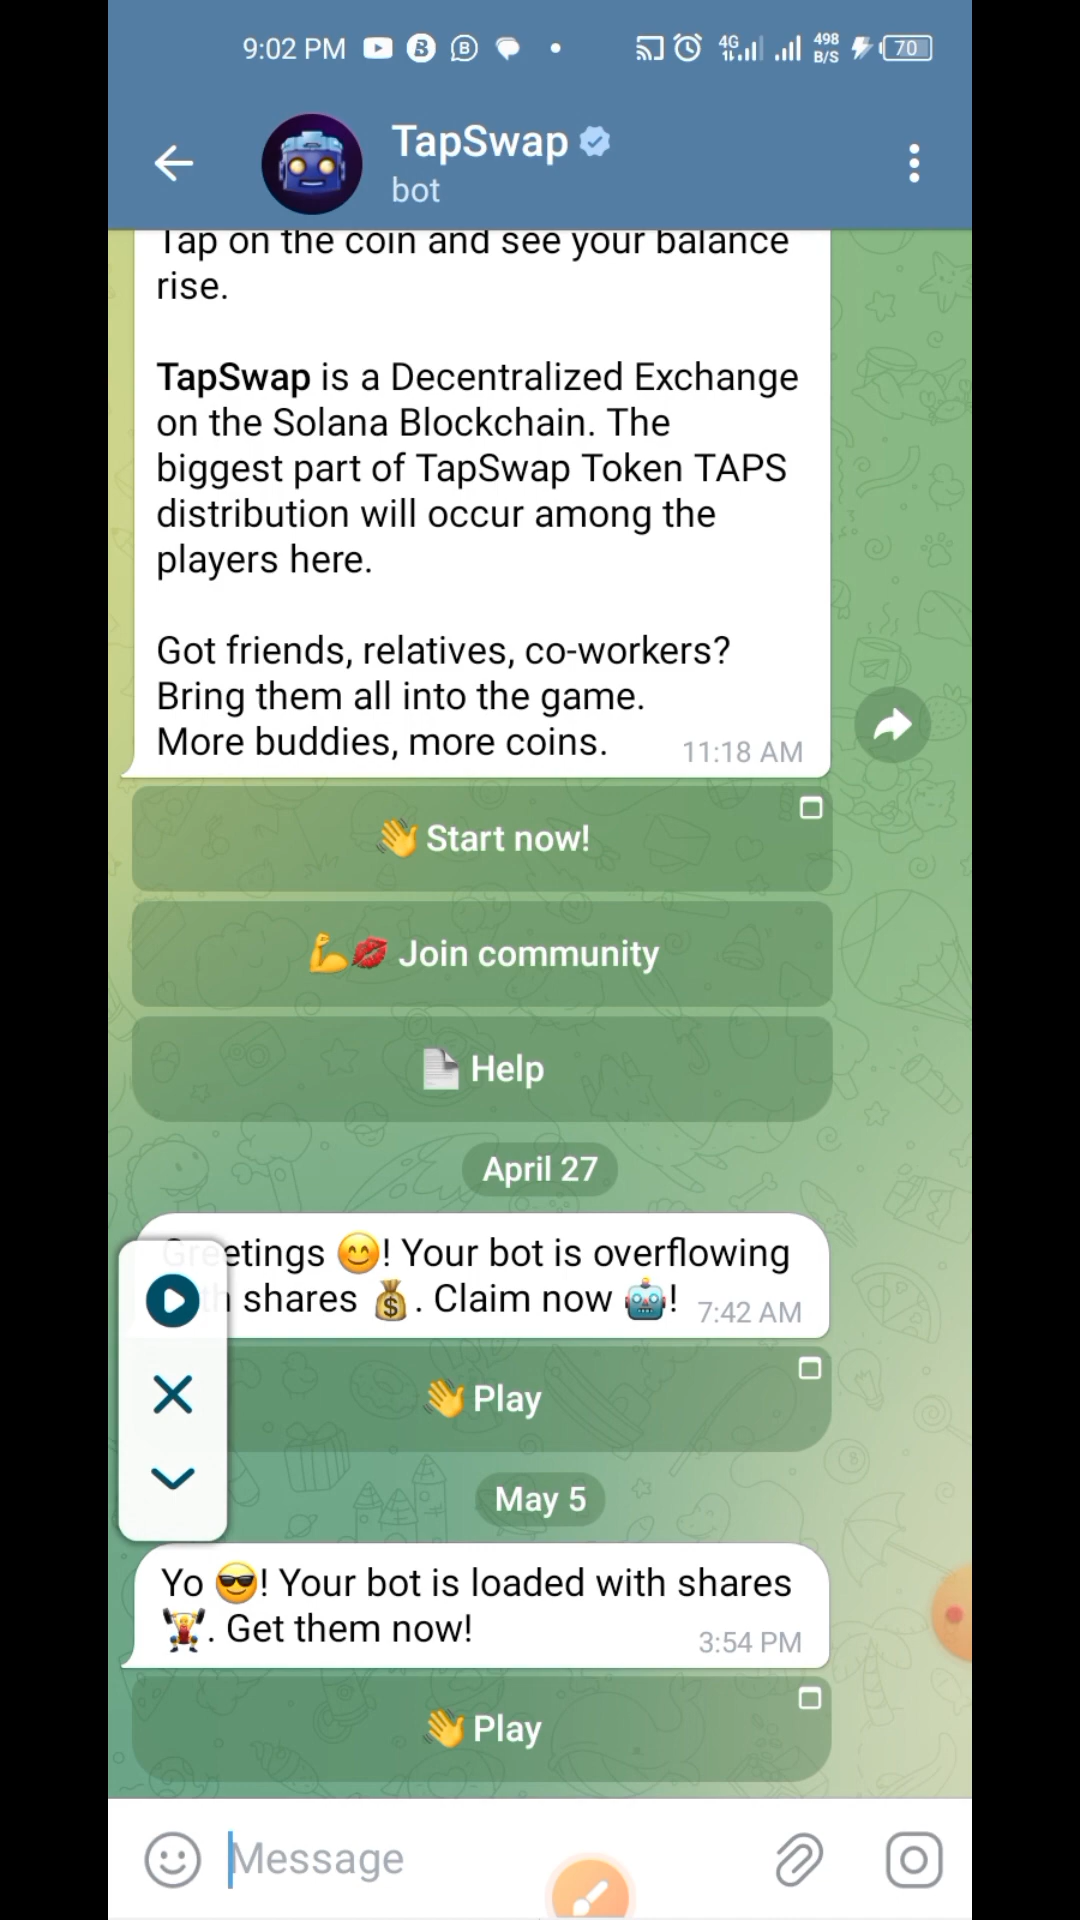 9:02 PM
4G
498
B/S
70
TapSwap
bot
Tap on the coin and see your balance
rise.
TapSwap is a Decentralized Exchange
on the Solana Blockchain. The
biggest part of TapSwap Token TAPS
distribution will occur among the
players here.
Got friends, relatives, co-workers?
Bring them all into the game.
More buddies, more coins.
11:18 AM
👋 Start now!
💪💋 Join community
📄 Help
April 27
Greetings 😊! Your bot is overflowing
shares 💰. Claim now 🤖!
7:42 AM
👋 Play
May 5
Yo 😎! Your bot is loaded with shares
🏋. Get them now!
3:54 PM
👋 Play
Message